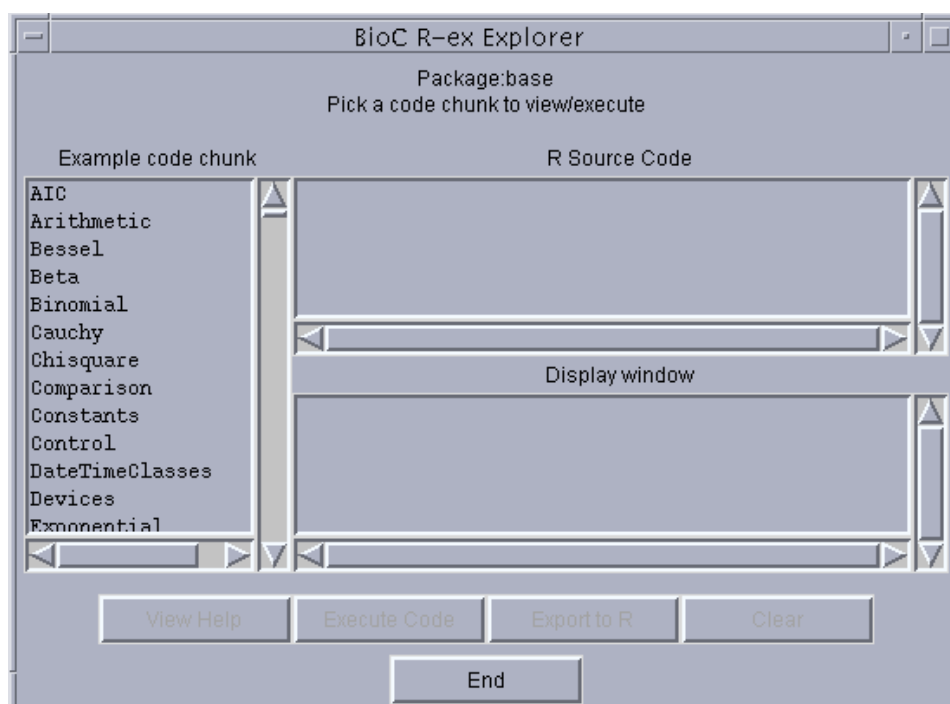 BioC R-ex Explorer
Package:base
Pick a code chunk to view/execute
Example code chunk
R Source Code
AIC
Arithmetic
Bessel
Beta
Binomial
Cauchy
Chisquare
Comparison
Constants
Control
DateTimeClasses
Devices
Exponential
Display window
View Help
Execute Code
Export to R
Clear
End